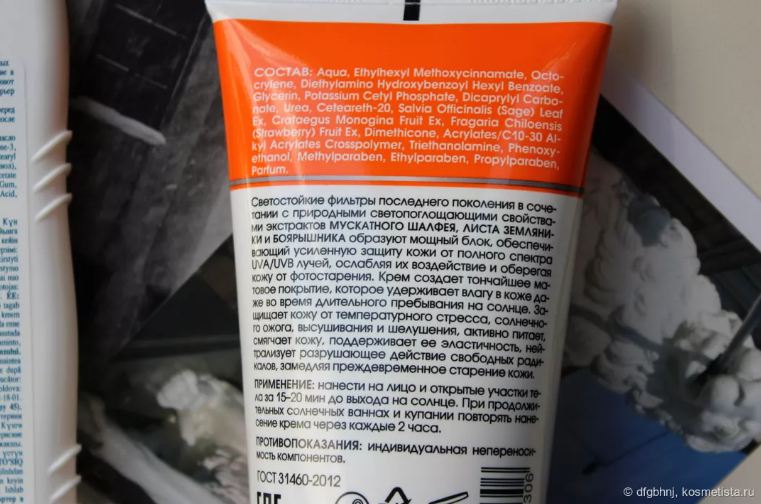 СОСТАВ: Aqua, Ethylhexyl Methoxycinnamate, Octo-
crylene, Diethylamino Hydroxybenzoyl Hexyl Benzoate,
Glycerin, Potassium Cetyl Phosphate, Dicaprylyl Carbo-
nate, Urea, Ceteareth-20, Salvia Officinalis (Sage) Leaf
Ex, Crataegus Monogina Fruit Ex, Fragaria Chiloensis
(Strawberry) Fruit Ex, Dimethicone, Acrylates/C10-30 Al-
kyl Acrylates Crosspolymer, Triethanolamine, Phenoxy-
ethanol, Methylparaben, Ethylparaben, Propylparaben,
Parfum.
Светостойкие фильтры последнего поколения в соче-
тании с природными светопоглощающими свойства-
ми экстрактов МУСКАТНОГО ШАЛФЕЯ, ЛИСТА ЗЕМЛЯНИ-
КИ и БОЯРЫШНИКА образуют мощный блок, обеспечи-
вающий усиленную защиту кожи от полного спектра
UVA/UVB лучей, ослабляя их воздействие и оберегая
кожу от фотостарения. Крем создает тончайшее ма-
товое покрытие, которое удерживает влагу в коже да-
же во время длительного пребывания на солнце. За-
щищает кожу от температурного стресса, солнечно-
го ожога, высушивания и шелушения, активно питает,
смягчает кожу, поддерживает ее эластичность, ней-
трализует разрушающее действие свободных ради-
калов, замедляя преждевременное старение кожи.
ПРИМЕНЕНИЕ: нанести на лицо и открытые участки те-
ла за 15-20 мин до выхода на солнце. При продолжи-
тельных солнечных ваннах и купании повторять нане-
сение крема через каждые 2 часа.
ПРОТИВОПОКАЗАНИЯ: индивидуальная непереноси-
мость компонентов.
ГОСТ 31460-2012
EAC
306
© dfgbhnj, kosmetista.ru